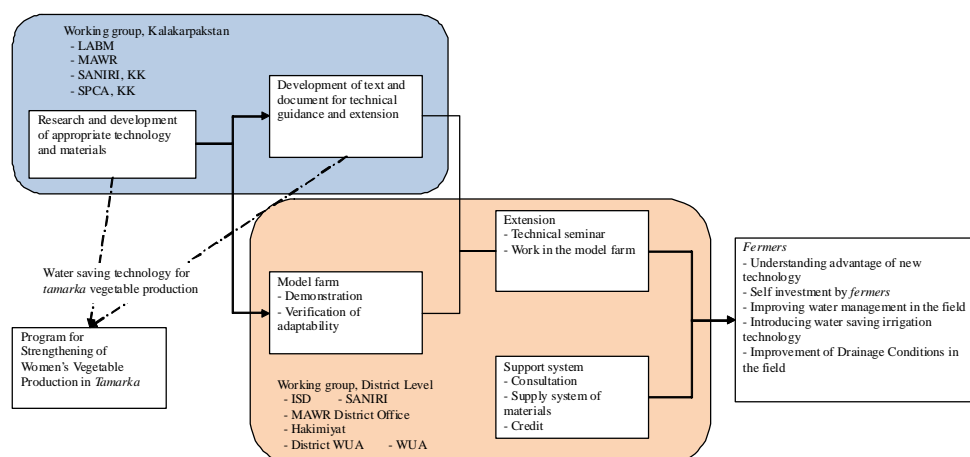 Working group, Kalakarpakstan
- LABM
- MAWR
- SANIRI, KK
- SPCA, KK
Research and development
of appropriate technology
and materials
Development of text and
document for technical
guidance and extension
Water saving technology for
tamarka vegetable production
Program for
Strengthening of
Women's Vegetable
Production in Tamarka
Model farm
- Demonstration
- Verification of
adaptability
Extension
- Technical seminar
- Work in the model farm
Support system
- Consultation
- Supply system of
materials
- Credit
Working group, District Level
- ISD - SANIRI
- MAWR District Office
- Hakimiyat
- District WUA - WUA
Fermers
- Understanding advantage of new
technology
- Self investment by fermers
- Improving water management in the field
- Introducing water saving irrigation
technology
- Improvement of Drainage Conditions in
the field